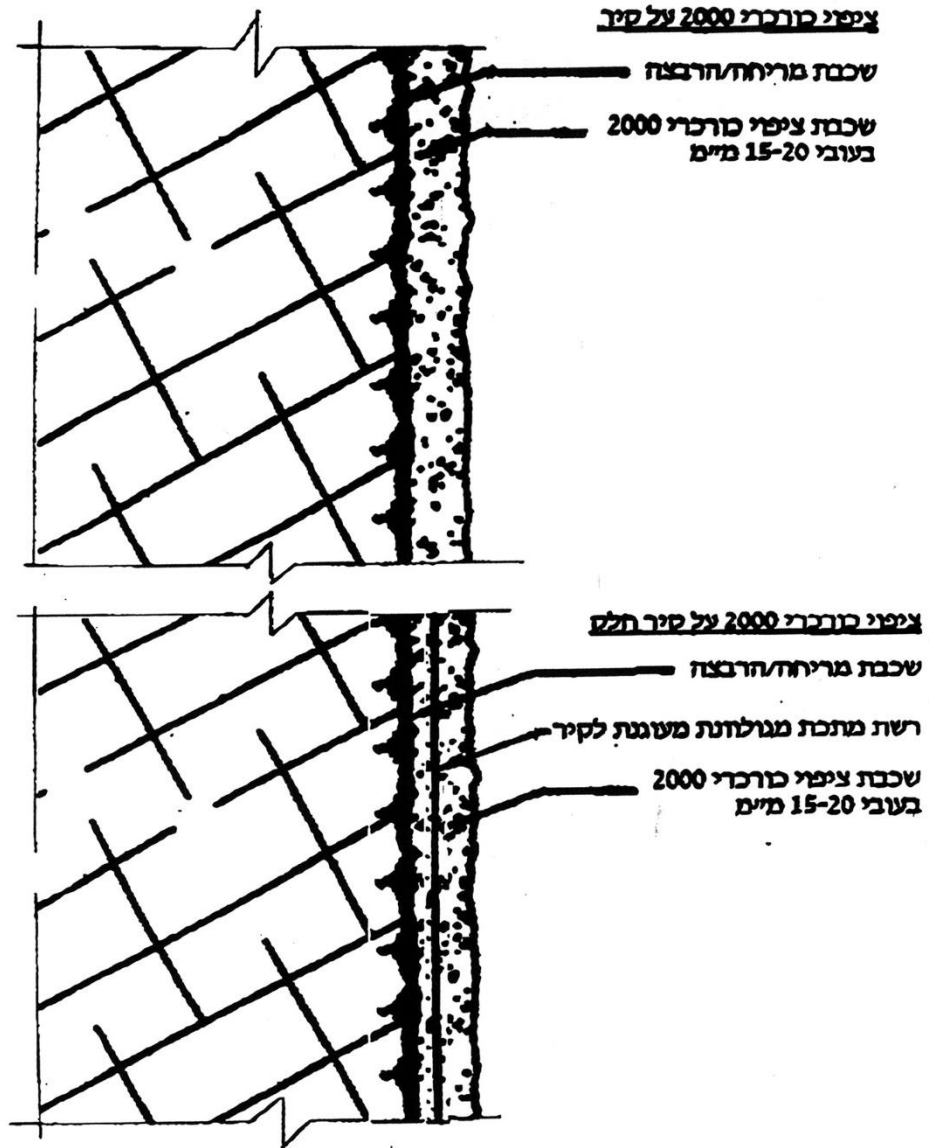 ציפוי כורכרי 2000 על קיר
שכבת מריחה/הרבצה
שכבת ציפוי כורכרי 2000
בעובי 15-20 מ״מ
ציפוי כורכרי 2000 על קיר חלק
שכבת מריחה/הרבצה
רשת מתכת מגולוונת מעוגנת לקיר
שכבת ציפוי כורכרי 2000
בעובי 15-20 מ״מ